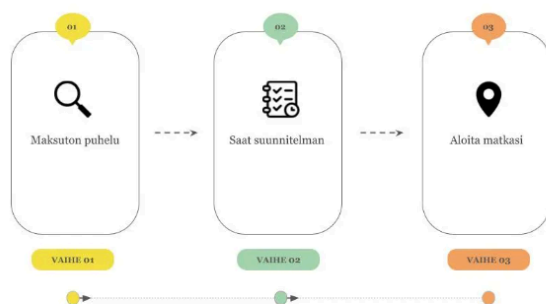 01
02
03
Maksuton puhelu
Saat suunnitelman
Aloita matkasi
VAIHE 01
VAIHE 02
VAIHE 03